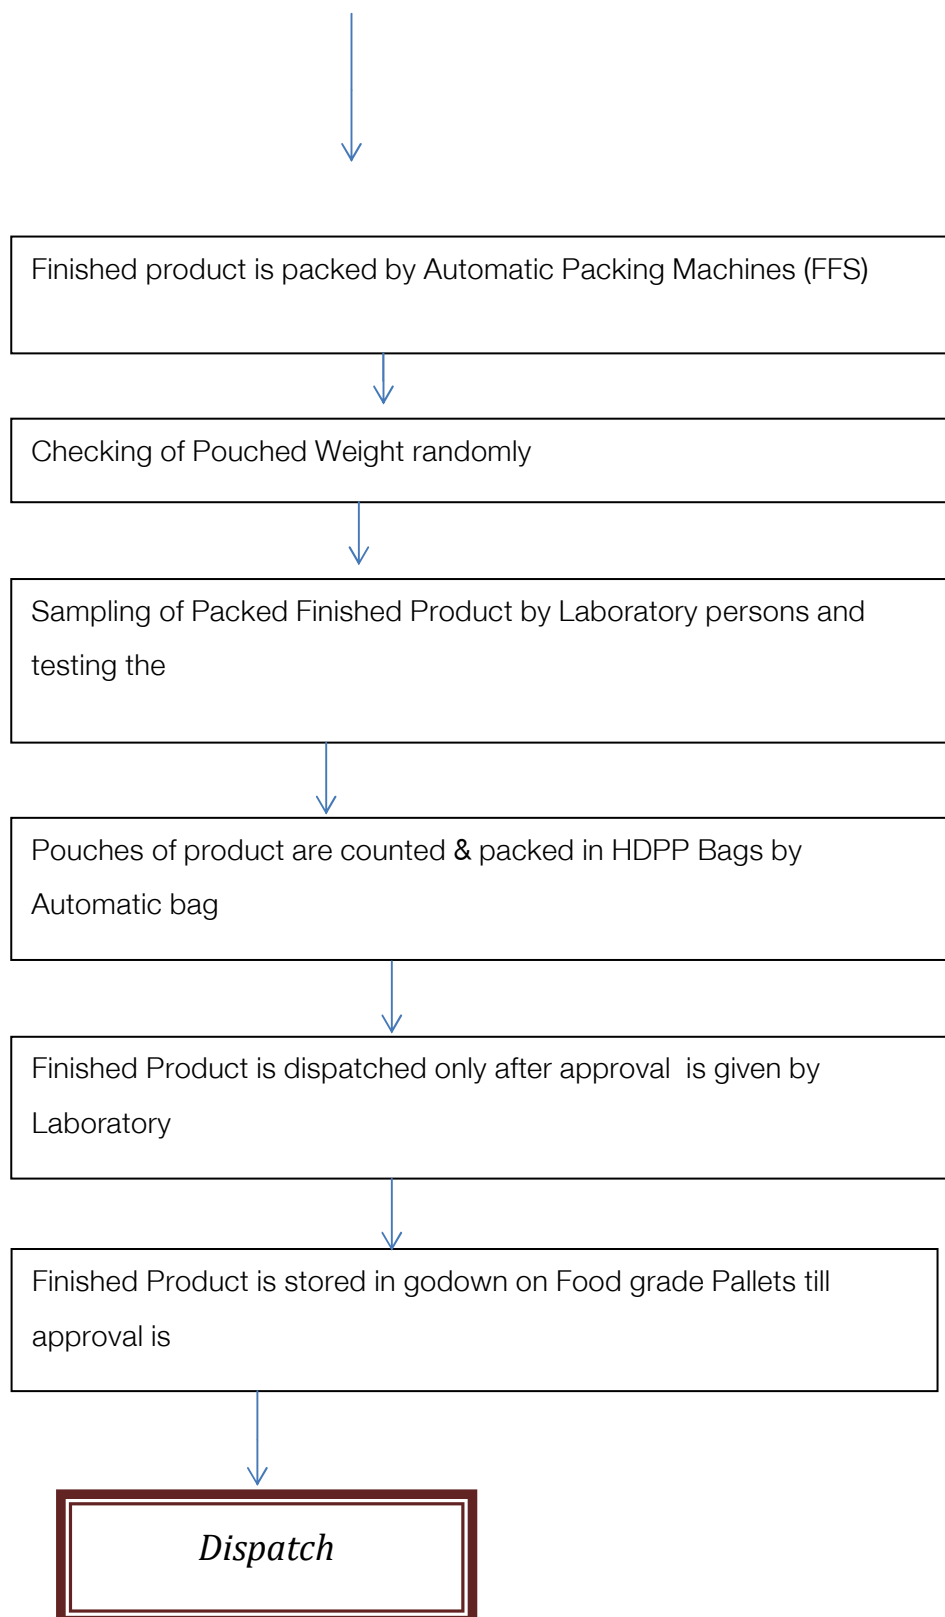 Finished product is packed by Automatic Packing Machines (FFS)
Checking of Pouched Weight randomly
Sampling of Packed Finished Product by Laboratory persons and
testing the
Pouches of product are counted & packed in HDPP Bags by
Automatic bag
Finished Product is dispatched only after approval  is given by
Laboratory
Finished Product is stored in godown on Food grade Pallets till
approval is
Dispatch